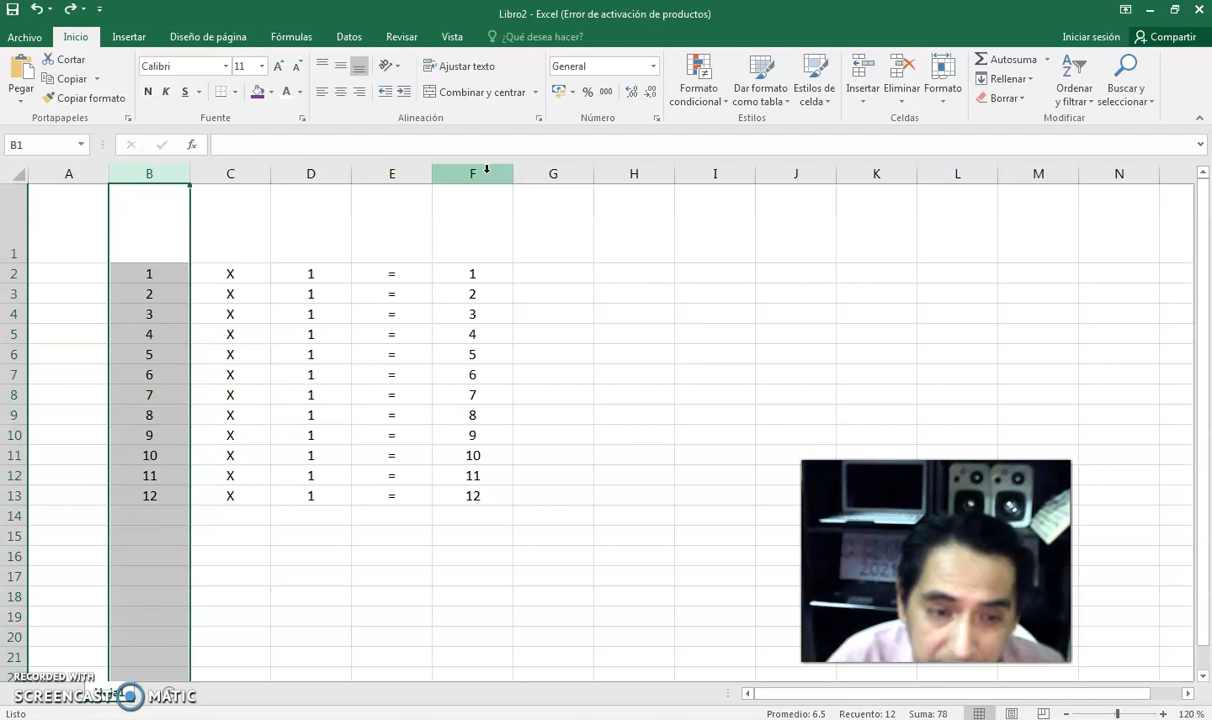 Libro2 - Excel (Error de activación de productos)
Archivo Inicio Insertar Diseño de página Fórmulas Datos Revisar Vista ¿Qué desea hacer? Iniciar sesión Compartir
Pegar
Cortar
Copiar
Copiar formato
Portapapeles
Calibri 11
N K S
Fuente
Ajustar texto
Combinar y centrar
Alineación
General
% 000
Número
Formato condicional
Dar formato como tabla
Estilos de celda
Estilos
Insertar
Eliminar
Formato
Celdas
Autosuma
Rellenar
Borrar
Ordenar y filtrar
Buscar y seleccionar
Modificar
B1 fx
A B C D E F G H I J K L M N
1
2 1 X 1 = 1
3 2 X 1 = 2
4 3 X 1 = 3
5 4 X 1 = 4
6 5 X 1 = 5
7 6 X 1 = 6
8 7 X 1 = 7
9 8 X 1 = 8
10 9 X 1 = 9
11 10 X 1 = 10
12 11 X 1 = 11
13 12 X 1 = 12
14
15
16
17
18
19
20
21
RECORDED WITH
SCREENCAST MATIC
Listo Promedio: 6.5 Recuento: 12 Suma: 78 120 %